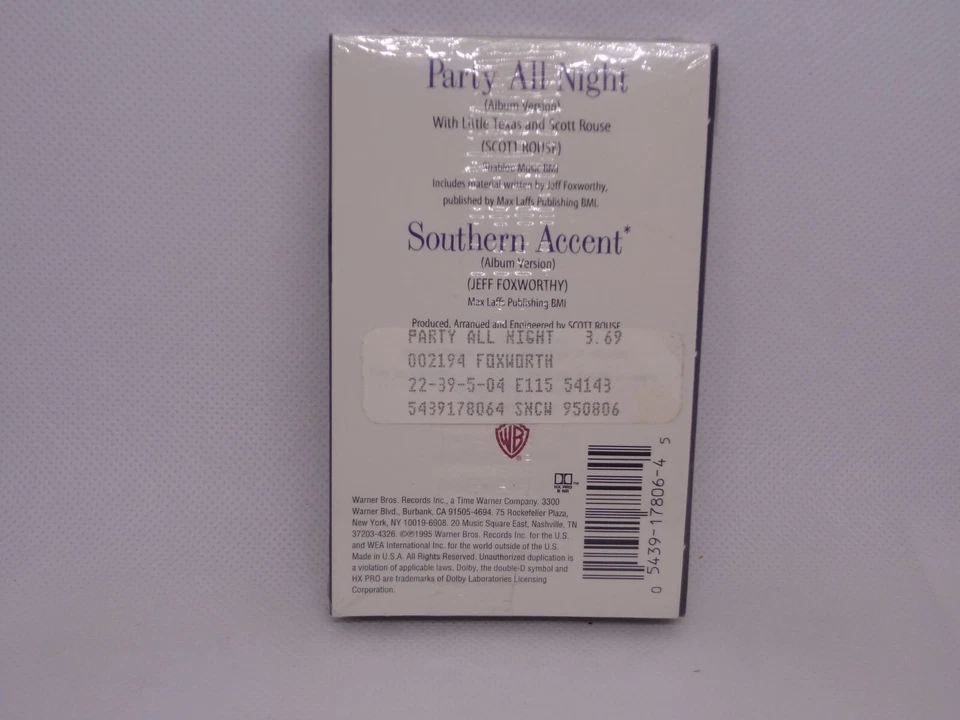 Party All Night
(Album Version)
With Little Texas and Scott Rouse
(SCOTT ROUSE)
Music BMI
Includes material written by Jeff Foxworthy,
published by Max Laffs Publishing BMI.
Southern Accent*
(Album Version)
(JEFF FOXWORTHY)
Max Laffs Publishing BMI
Produced, Arranged and Engineered by SCOTT ROUSE
PARTY ALL NIGHT 3.69
002194 FOXWORTH
22-39-5-04 E115 54143
5439178064 SNCW 950806
WB
®
DD™
HX PRO
B NR
Warner Bros. Records Inc., a Time Warner Company. 3300
Warner Blvd., Burbank, CA 91505-4694. 75 Rockefeller Plaza,
New York, NY 10019-6908. 20 Music Square East, Nashville, TN
37203-4326. ©℗1995 Warner Bros. Records Inc. for the U.S.
and WEA International Inc. for the world outside of the U.S.
Made in U.S.A. All Rights Reserved. Unauthorized duplication is
a violation of applicable laws. Dolby, the double-D symbol and
HX PRO are trademarks of Dolby Laboratories Licensing
Corporation.
0 5439-17806-4 5